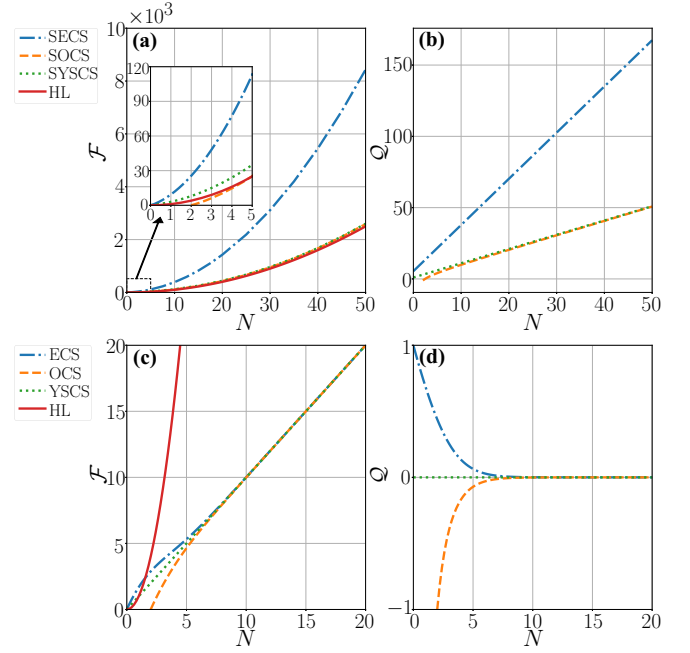 ×10³
SECS
SOCS
SYSCS
HL
(a)
10
8
6
4
2
0
0 10 20 30 40 50
ℱ
N
120
90
60
30
0
0 1 2 3 4 5
(b)
150
100
50
0
0 10 20 30 40 50
𝒬
N
ECS
OCS
YSCS
HL
(c)
20
15
10
5
0
0 5 10 15 20
ℱ
N
(d)
1
0
−1
0 5 10 15 20
𝒬
N